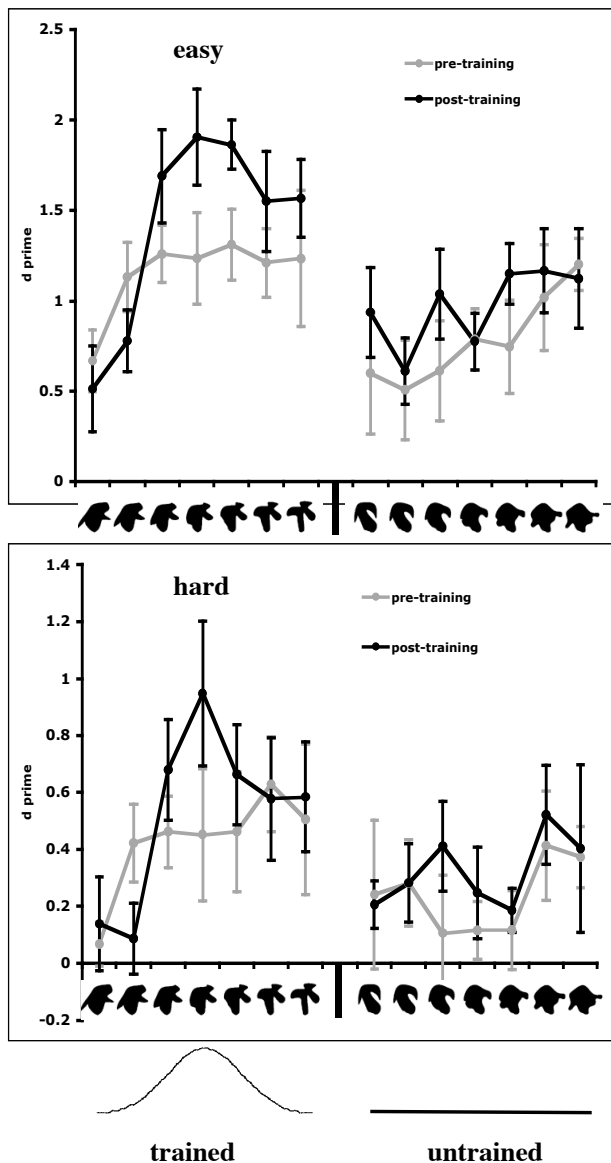 easy
pre-training
post-training
d prime
2.5
2
1.5
1
0.5
0
hard
pre-training
post-training
d prime
1.4
1.2
1
0.8
0.6
0.4
0.2
0
-0.2
trained untrained